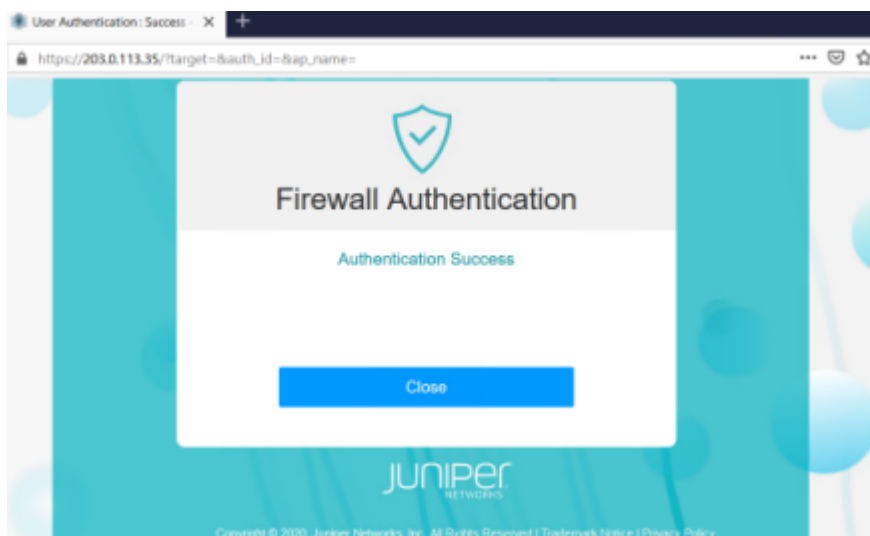 User Authentication : Success -
https://203.0.113.35/?target=&auth_id=&ap_name=
Firewall Authentication
Authentication Success
Close
JUNIPER
NETWORKS
Copyright © 2020, Juniper Networks, Inc. All Rights Reserved | Trademark Notice | Privacy Policy